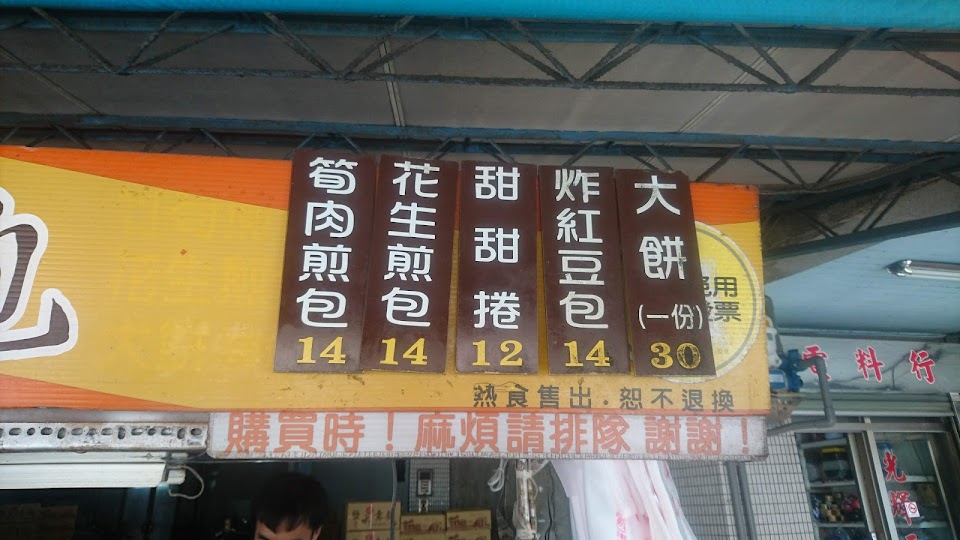 筍肉煎包
14
花生煎包
14
甜甜捲
12
炸紅豆包
14
大餅
(一份)
30
熱食售出．恕不退換
購買時！麻煩請排隊 謝謝！
料行